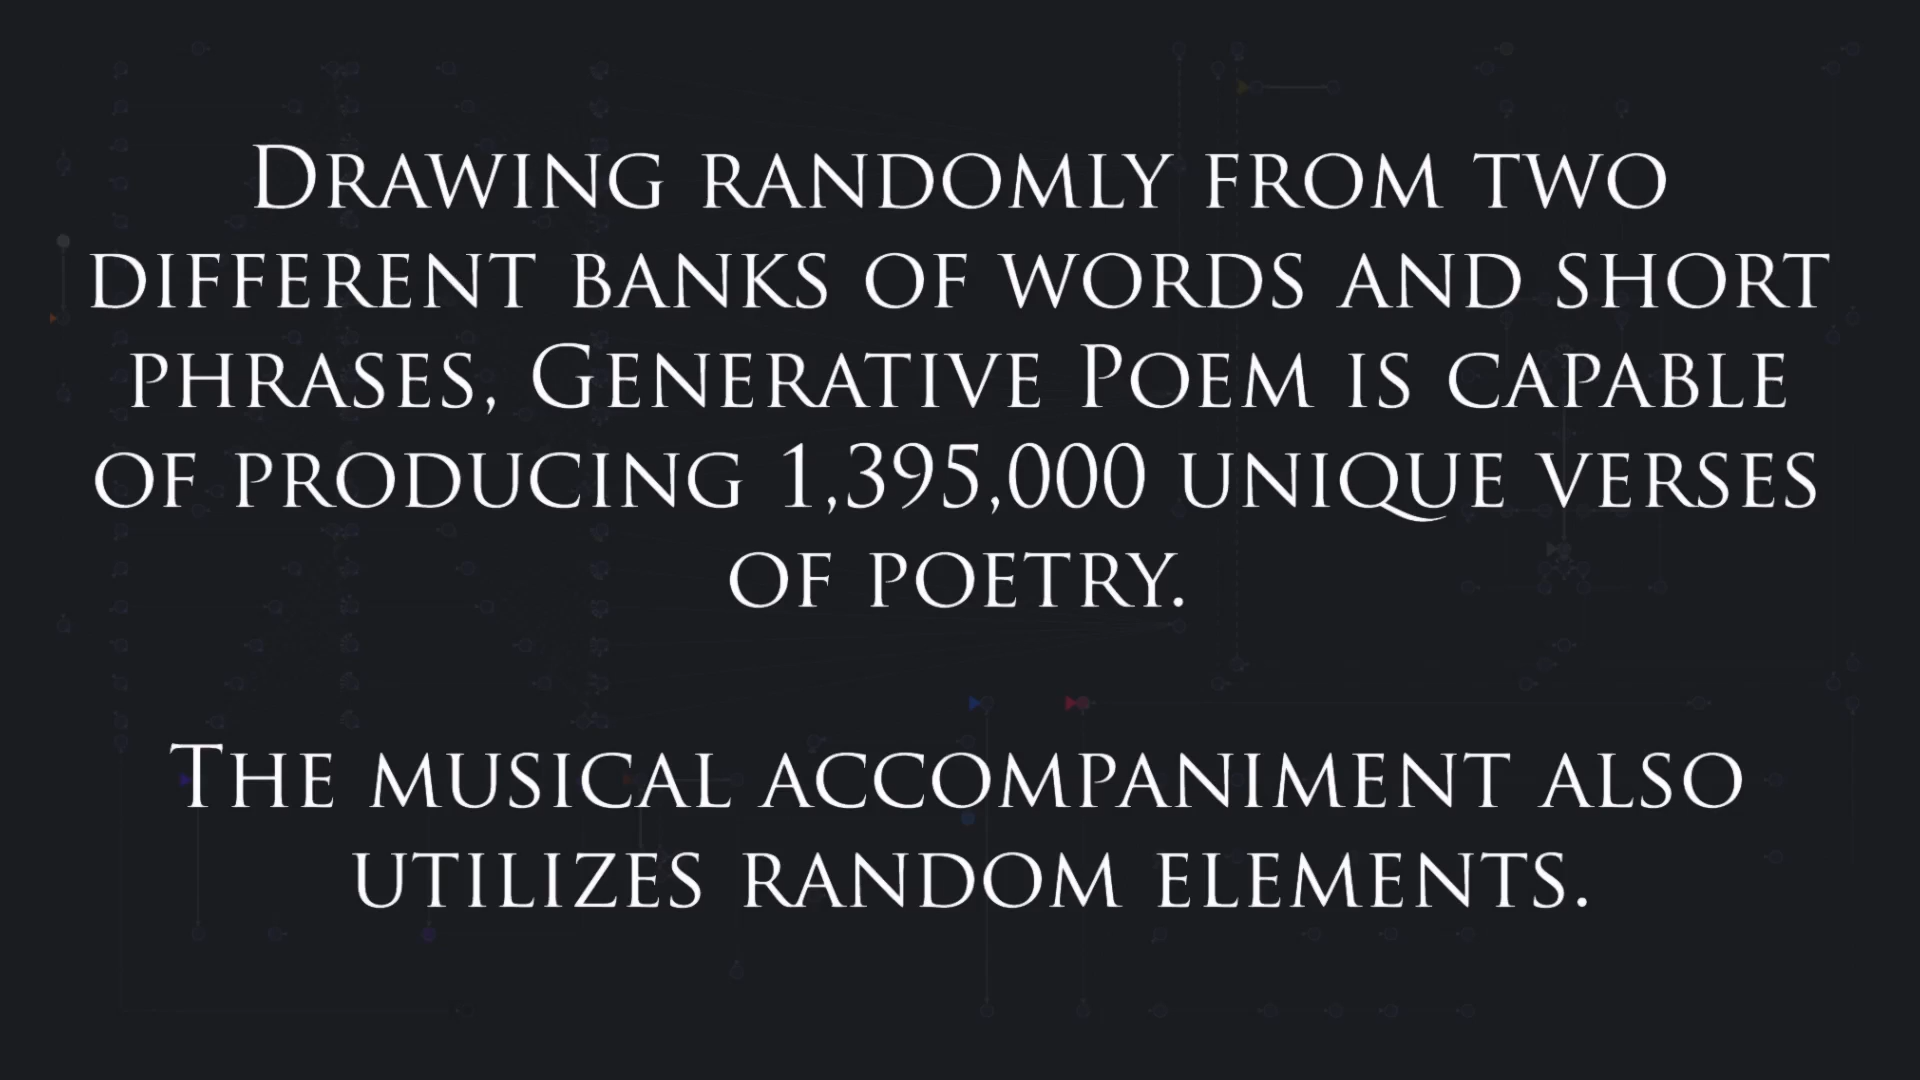 Drawing randomly from two
different banks of words and short
phrases, Generative Poem is capable
of producing 1,395,000 unique verses
of poetry.
The musical accompaniment also
utilizes random elements.